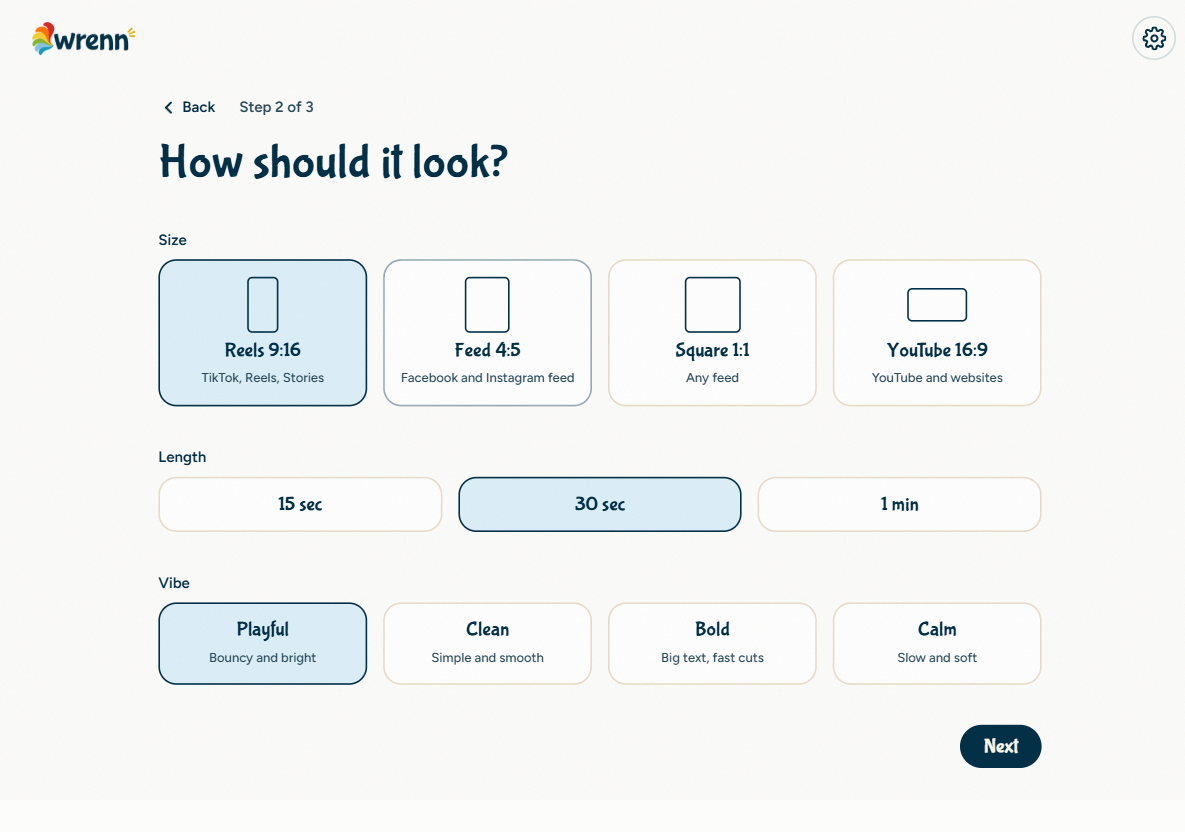 wrenn
Back
Step 2 of 3
How should it look?
Size
Reels 9:16
TikTok, Reels, Stories
Feed 4:5
Facebook and Instagram feed
Square 1:1
Any feed
YouTube 16:9
YouTube and websites
Length
15 sec
30 sec
1 min
Vibe
Playful
Bouncy and bright
Clean
Simple and smooth
Bold
Big text, fast cuts
Calm
Slow and soft
Next